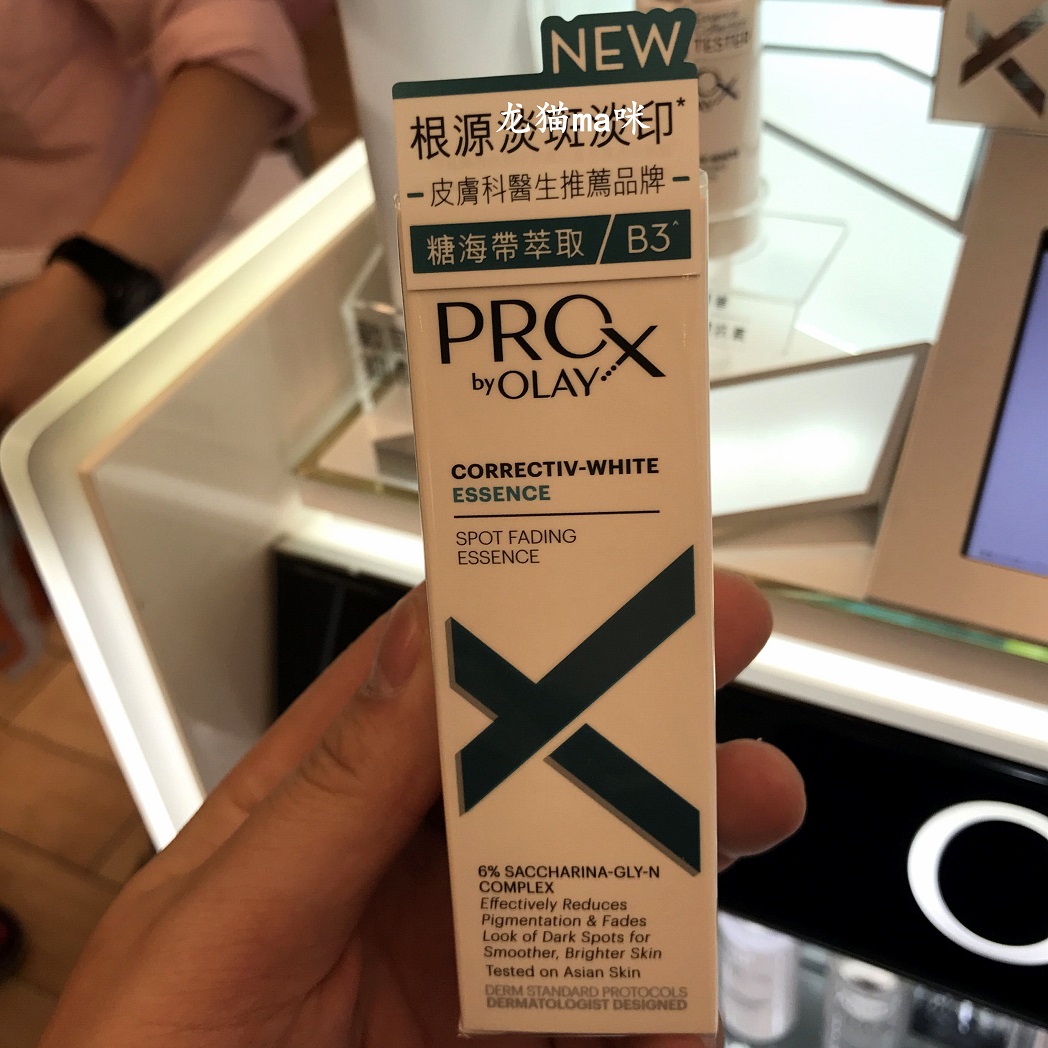 NEW
TESTER
根源淡斑淡印*
龙猫ma咪
皮膚科醫生推薦品牌
糖海帶萃取 / B3^
PROX
by OLAY
CORRECTIV-WHITE
ESSENCE
SPOT FADING
ESSENCE
6% SACCHARINA-GLY-N
COMPLEX
Effectively Reduces
Pigmentation & Fades
Look of Dark Spots for
Smoother, Brighter Skin
Tested on Asian Skin
DERM STANDARD PROTOCOLS
DERMATOLOGIST DESIGNED